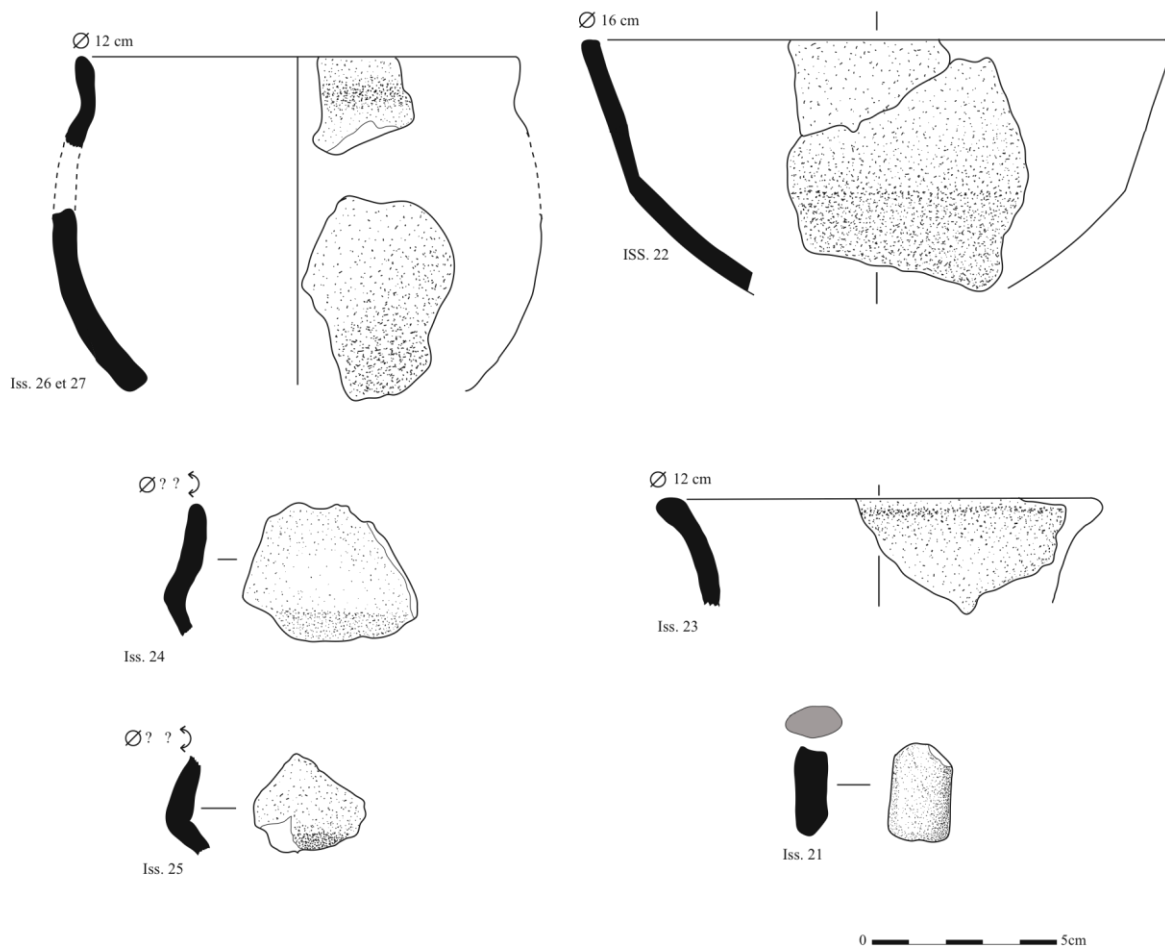 Ø 12 cm
Iss. 26 et 27
Ø 16 cm
ISS. 22
Ø ? ?
Iss. 24
Ø 12 cm
Iss. 23
Ø ? ?
Iss. 25
Iss. 21
0 5cm